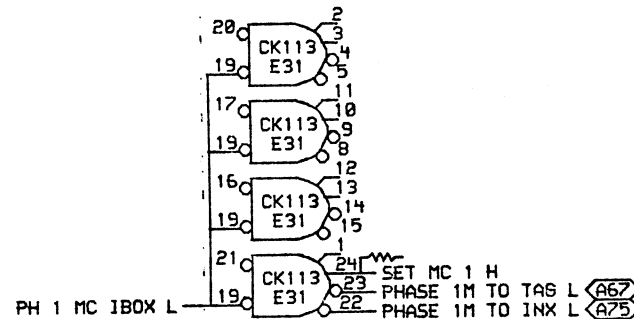 2
20
3
CK113
4
19
E31
5
11
17
10
CK113
9
19
E31
8
12
16
13
CK113
14
19
E31
15
1
21
24
CK113
SET MC 1 H
23
PHASE 1M TO TAG L A67
PH 1 MC IBOX L
19
E31
22
PHASE 1M TO INX L A75